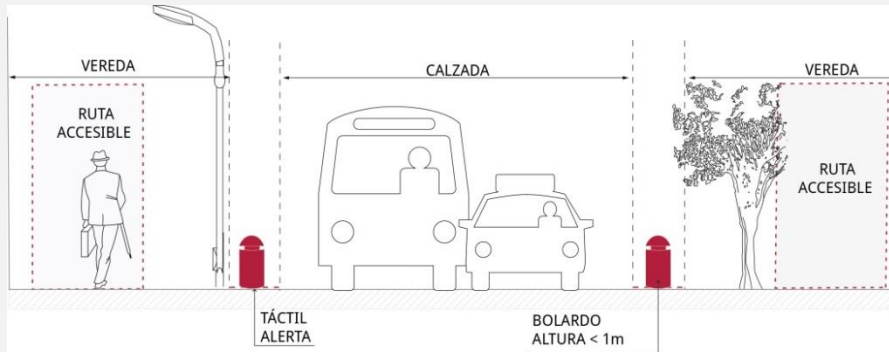 VEREDA
CALZADA
VEREDA
RUTA
ACCESIBLE
RUTA
ACCESIBLE
TÁCTIL
ALERTA
BOLARDO
ALTURA < 1m